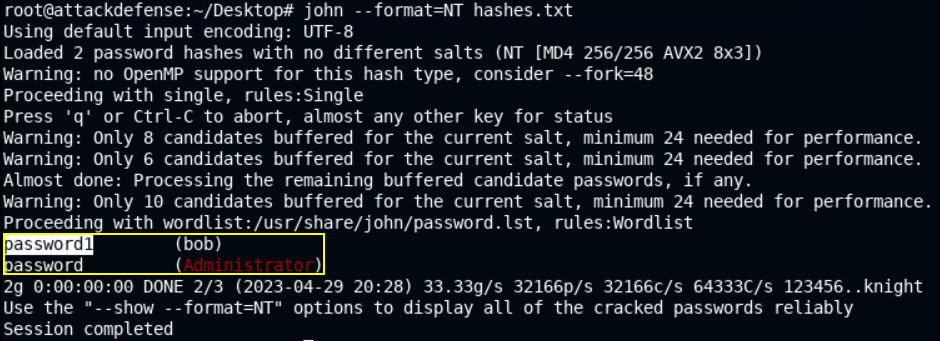 root@attackdefense:~/Desktop# john --format=NT hashes.txt
Using default input encoding: UTF-8
Loaded 2 password hashes with no different salts (NT [MD4 256/256 AVX2 8x3])
Warning: no OpenMP support for this hash type, consider --fork=48
Proceeding with single, rules:Single
Press 'q' or Ctrl-C to abort, almost any other key for status
Warning: Only 8 candidates buffered for the current salt, minimum 24 needed for performance.
Warning: Only 6 candidates buffered for the current salt, minimum 24 needed for performance.
Almost done: Processing the remaining buffered candidate passwords, if any.
Warning: Only 10 candidates buffered for the current salt, minimum 24 needed for performance.
Proceeding with wordlist:/usr/share/john/password.lst, rules:Wordlist
password1        (bob)
password         (Administrator)
2g 0:00:00:00 DONE 2/3 (2023-04-29 20:28) 33.33g/s 32166p/s 32166c/s 64333C/s 123456..knight
Use the "--show --format=NT" options to display all of the cracked passwords reliably
Session completed